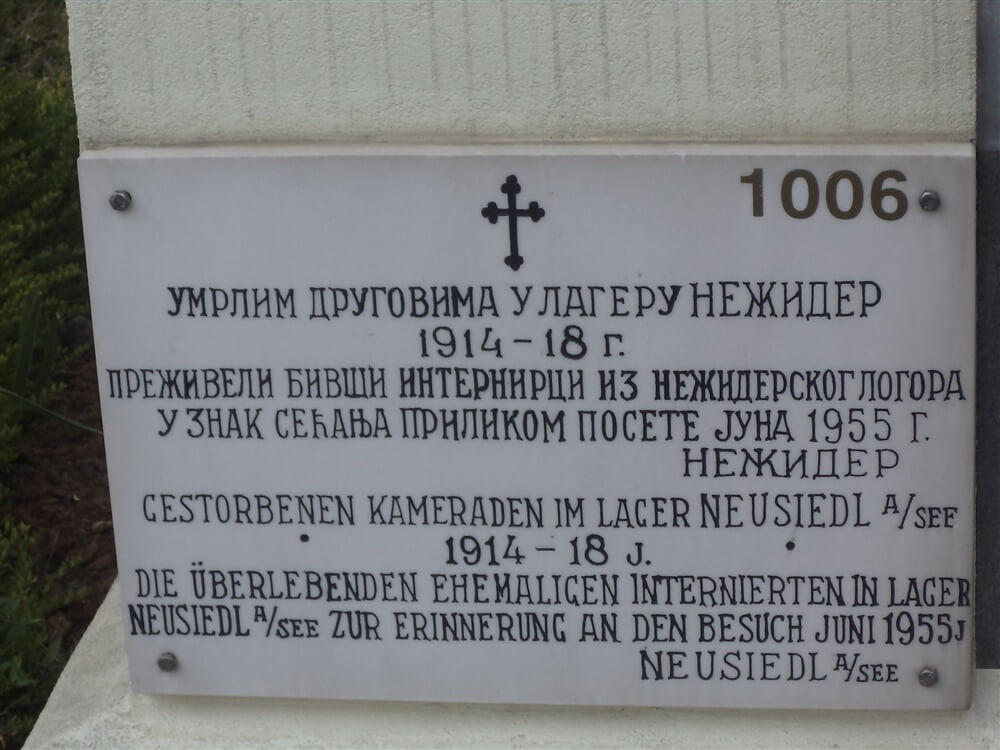 1006
УМРЛИМ ДРУГОВИМА У ЛАГЕРУ НЕЖИДЕР
1914-18 г.
ПРЕЖИВЕЛИ БИВШИ ИНТЕРНИРЦИ ИЗ НЕЖИДЕРСКОГ ЛОГОРА
У ЗНАК СЕЋАЊА ПРИЛИКОМ ПОСЕТЕ ЈУНА 1955 Г.
НЕЖИДЕР
GESTORBENEN KAMERADEN IM LAGER NEUSIEDL A/SEE
1914-18 J.
DIE ÜBERLEBENDEN EHEMALIGEN INTERNIERTEN IN LAGER
NEUSIEDL A/SEE ZUR ERINNERUNG AN DEN BESUCH JUNI 1955 J
NEUSIEDL A/SEE